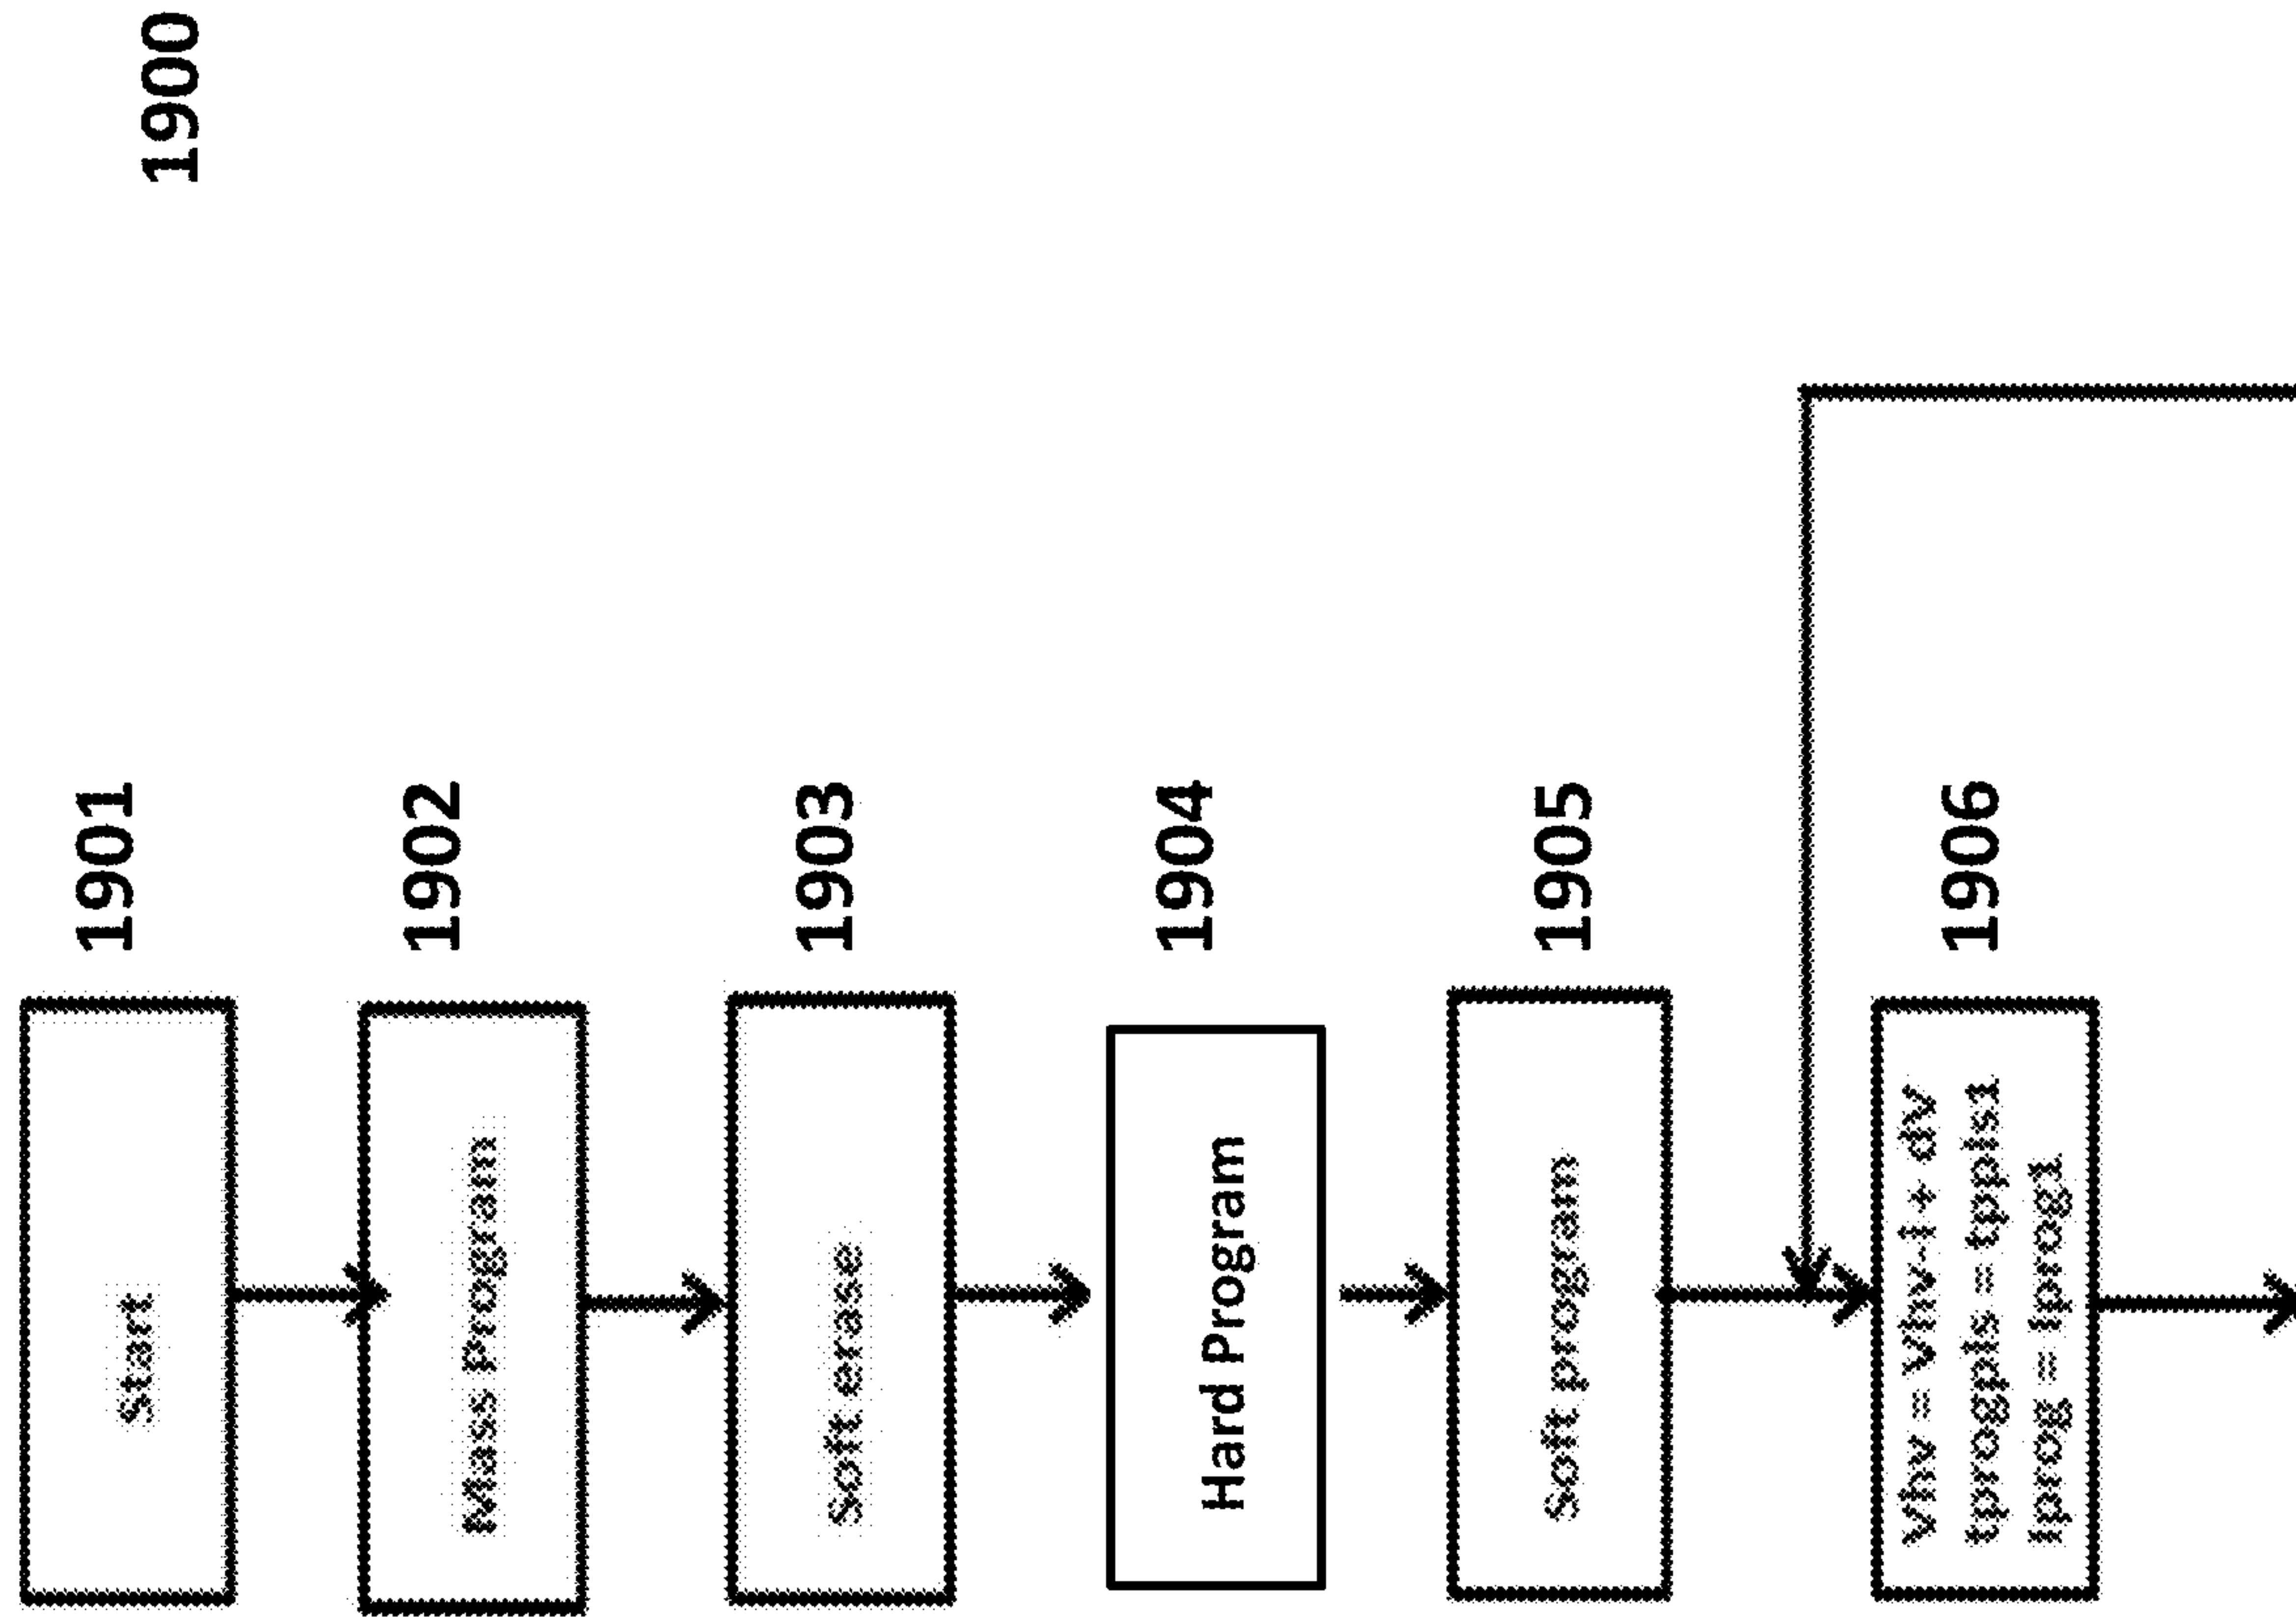 1900
Start
1901
Mass Program
1902
Soft erase
1903
Hard Program
1904
Soft program
1905
vhv = vhv-i + dv
tprogpls = tppls1
Iprog = Iprog1
1906